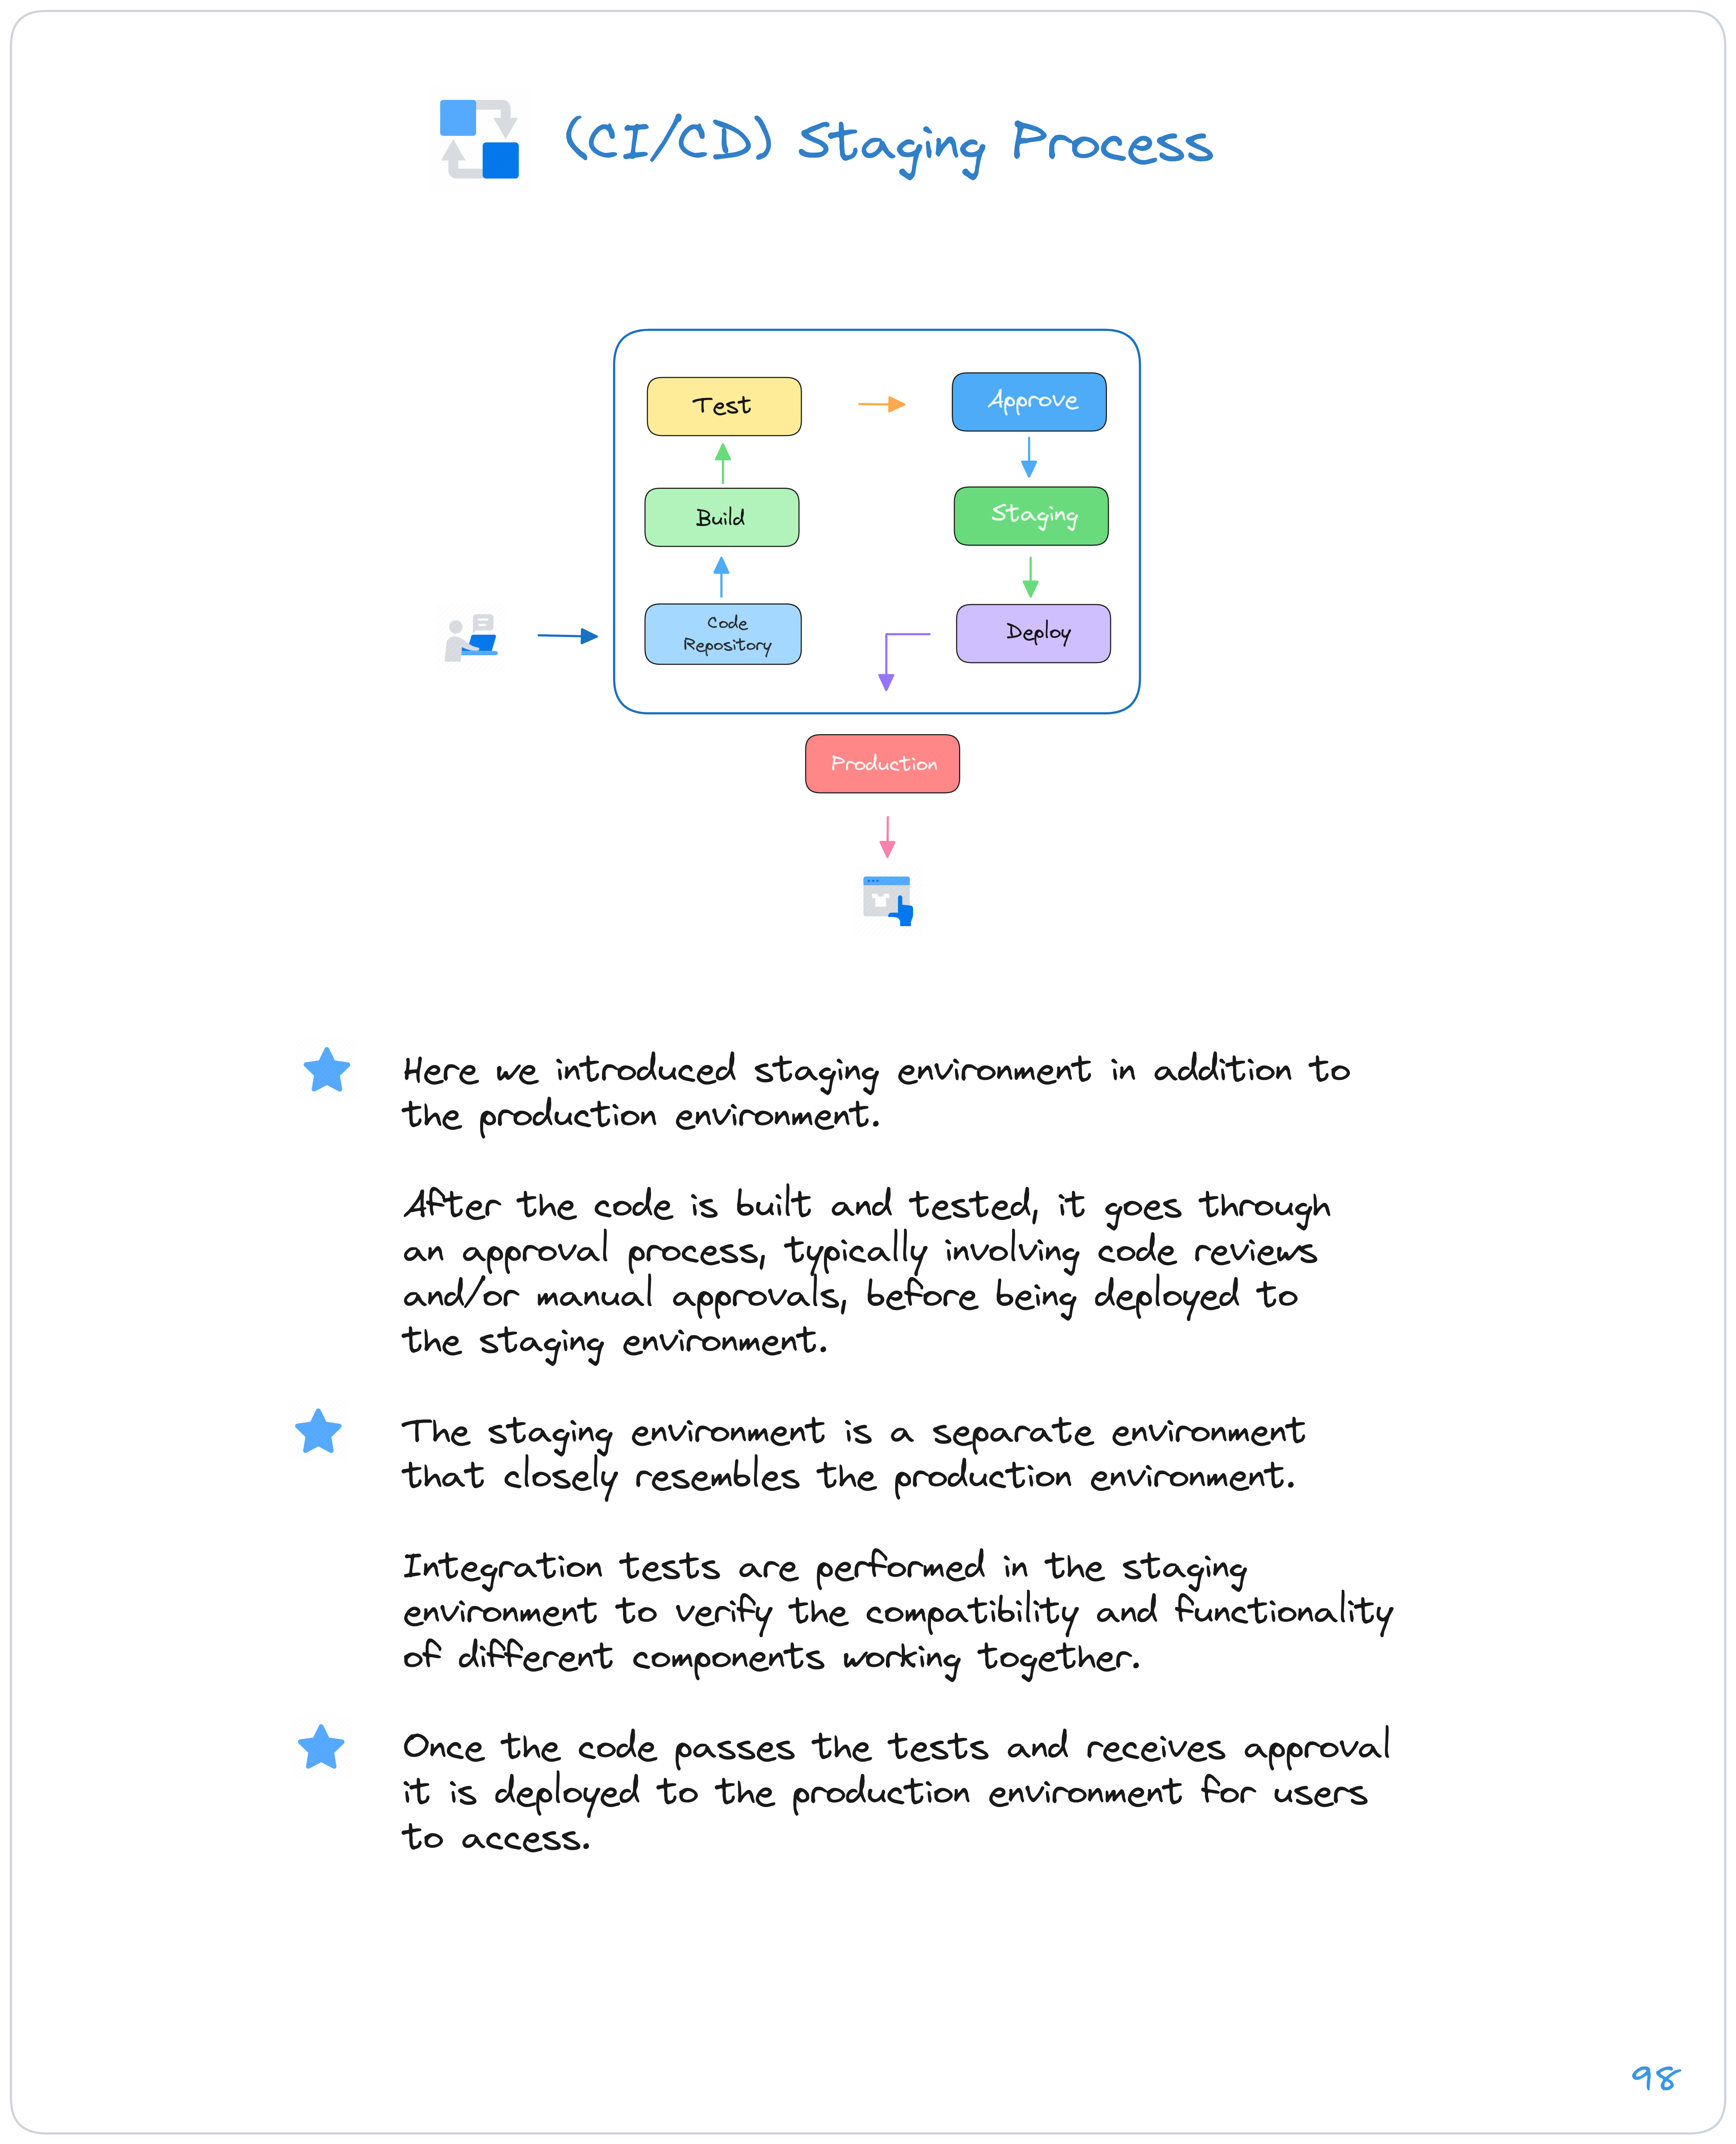 (CI/CD) Staging Process
Test
Approve
Build
Staging
Code
Repository
Deploy
Production
Here we introduced staging environment in addition to
the production environment.
After the code is built and tested, it goes through
an approval process, typically involving code reviews
and/or manual approvals, before being deployed to
the staging environment.
The staging environment is a separate environment
that closely resembles the production environment.
Integration tests are performed in the staging
environment to verify the compatibility and functionality
of different components working together.
Once the code passes the tests and receives approval
it is deployed to the production environment for users
to access.
98